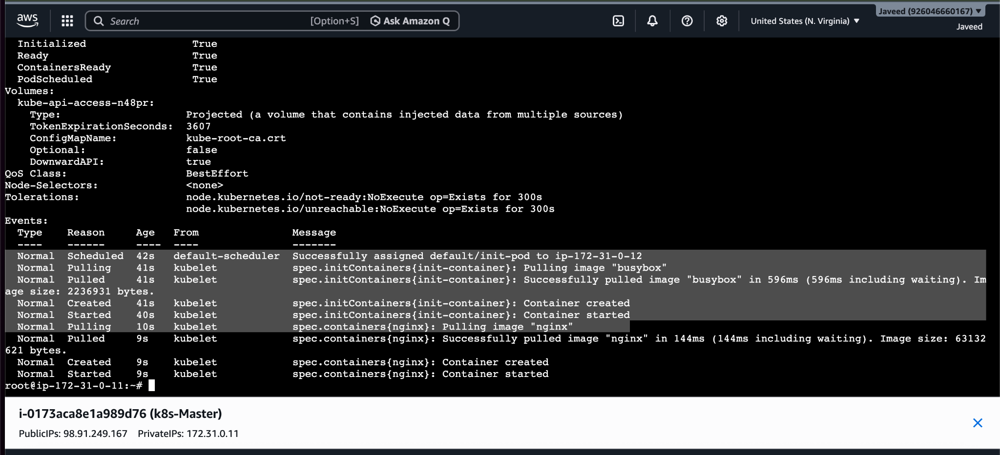 aws
Search [Option+S] Ask Amazon Q
United States (N. Virginia) ▼
Javeed (926046660167) ▼
Javeed
Initialized True
Ready True
ContainersReady True
PodScheduled True
Volumes:
kube-api-access-n48pr:
Type: Projected (a volume that contains injected data from multiple sources)
TokenExpirationSeconds: 3607
ConfigMapName: kube-root-ca.crt
Optional: false
DownwardAPI: true
QoS Class: BestEffort
Node-Selectors: <none>
Tolerations: node.kubernetes.io/not-ready:NoExecute op=Exists for 300s
node.kubernetes.io/unreachable:NoExecute op=Exists for 300s
Events:
Type Reason Age From Message
---- ------ ---- ---- -------
Normal Scheduled 42s default-scheduler Successfully assigned default/init-pod to ip-172-31-0-12
Normal Pulling 41s kubelet spec.initContainers{init-container}: Pulling image "busybox"
Normal Pulled 41s kubelet spec.initContainers{init-container}: Successfully pulled image "busybox" in 596ms (596ms including waiting). Im
age size: 2236931 bytes.
Normal Created 41s kubelet spec.initContainers{init-container}: Container created
Normal Started 40s kubelet spec.initContainers{init-container}: Container started
Normal Pulling 10s kubelet spec.containers{nginx}: Pulling image "nginx"
Normal Pulled 9s kubelet spec.containers{nginx}: Successfully pulled image "nginx" in 144ms (144ms including waiting). Image size: 63132
621 bytes.
Normal Created 9s kubelet spec.containers{nginx}: Container created
Normal Started 9s kubelet spec.containers{nginx}: Container started
root@ip-172-31-0-11:~#
i-0173aca8e1a989d76 (k8s-Master)
PublicIPs: 98.91.249.167 PrivateIPs: 172.31.0.11